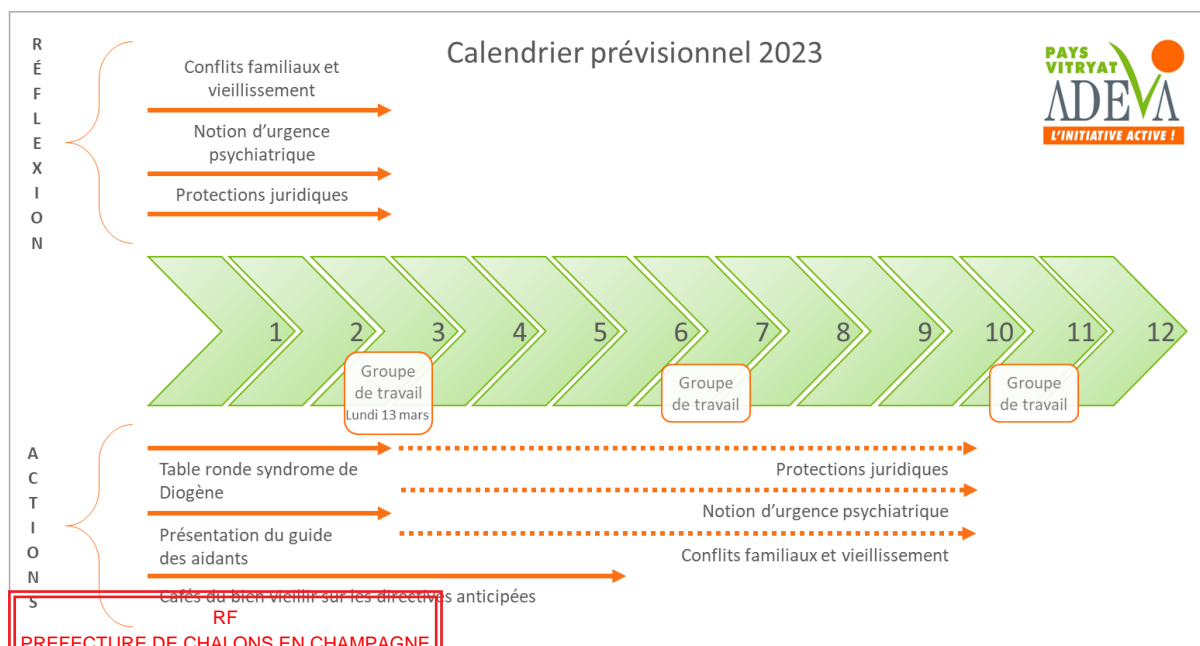 Calendrier prévisionnel 2023
PAYS
VITRYAT
ADEVA
L'INITIATIVE ACTIVE !
RÉFLEXION
Conflits familiaux et
vieillissement
Notion d'urgence
psychiatrique
Protections juridiques
1 2 3 4 5 6 7 8 9 10 11 12
Groupe
de travail
Lundi 13 mars
Groupe
de travail
Groupe
de travail
ACTIONS
Table ronde syndrome de
Diogène
Présentation du guide
des aidants
Cafés du bien vieillir sur les directives anticipées
Protections juridiques
Notion d'urgence psychiatrique
Conflits familiaux et vieillissement
RF
PREFECTURE DE CHALONS EN CHAMPAGNE